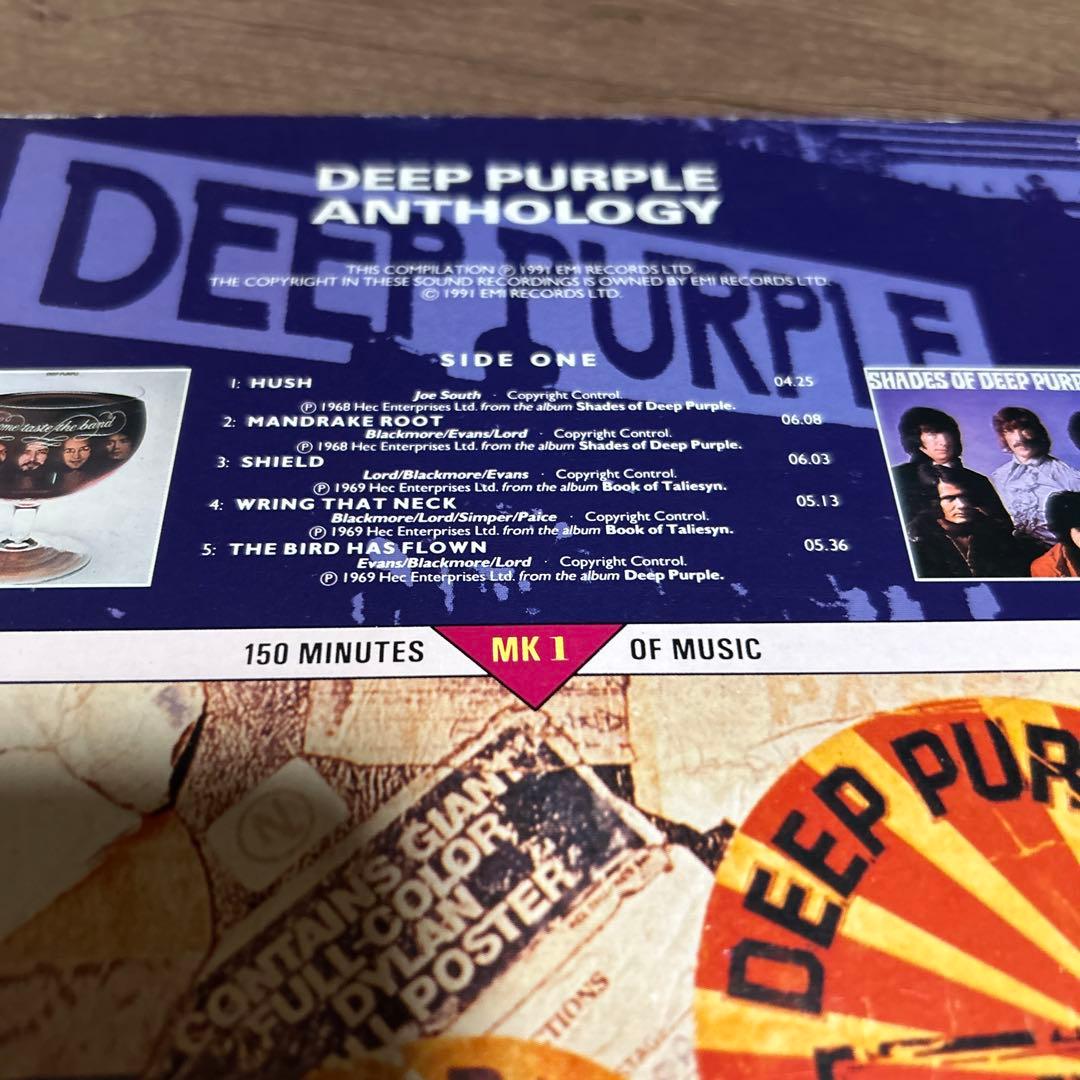 DEEP PURPLE
DEEP PURPLE
ANTHOLOGY
THIS COMPILATION Ⓟ 1991 EMI RECORDS LTD.
THE COPYRIGHT IN THESE SOUND RECORDINGS IS OWNED BY EMI RECORDS LTD.
© 1991 EMI RECORDS LTD.
SIDE ONE
1: HUSH 04.25
Joe South · Copyright Control.
Ⓟ 1968 Hec Enterprises Ltd. from the album Shades of Deep Purple.
2: MANDRAKE ROOT 06.08
Blackmore/Evans/Lord · Copyright Control.
Ⓟ 1968 Hec Enterprises Ltd. from the album Shades of Deep Purple.
3: SHIELD 06.03
Lord/Blackmore/Evans · Copyright Control.
Ⓟ 1969 Hec Enterprises Ltd. from the album Book of Taliesyn.
4: WRING THAT NECK 05.13
Blackmore/Lord/Simper/Paice · Copyright Control.
Ⓟ 1969 Hec Enterprises Ltd. from the album Book of Taliesyn.
5: THE BIRD HAS FLOWN 05.36
Evans/Blackmore/Lord · Copyright Control.
Ⓟ 1969 Hec Enterprises Ltd. from the album Deep Purple.
taste the band
SHADES OF DEEP PURP
150 MINUTES MK 1 OF MUSIC
N
CONTAINS GIANT
FULL-COLOR
DYLAN
POSTER
DEEP PUR